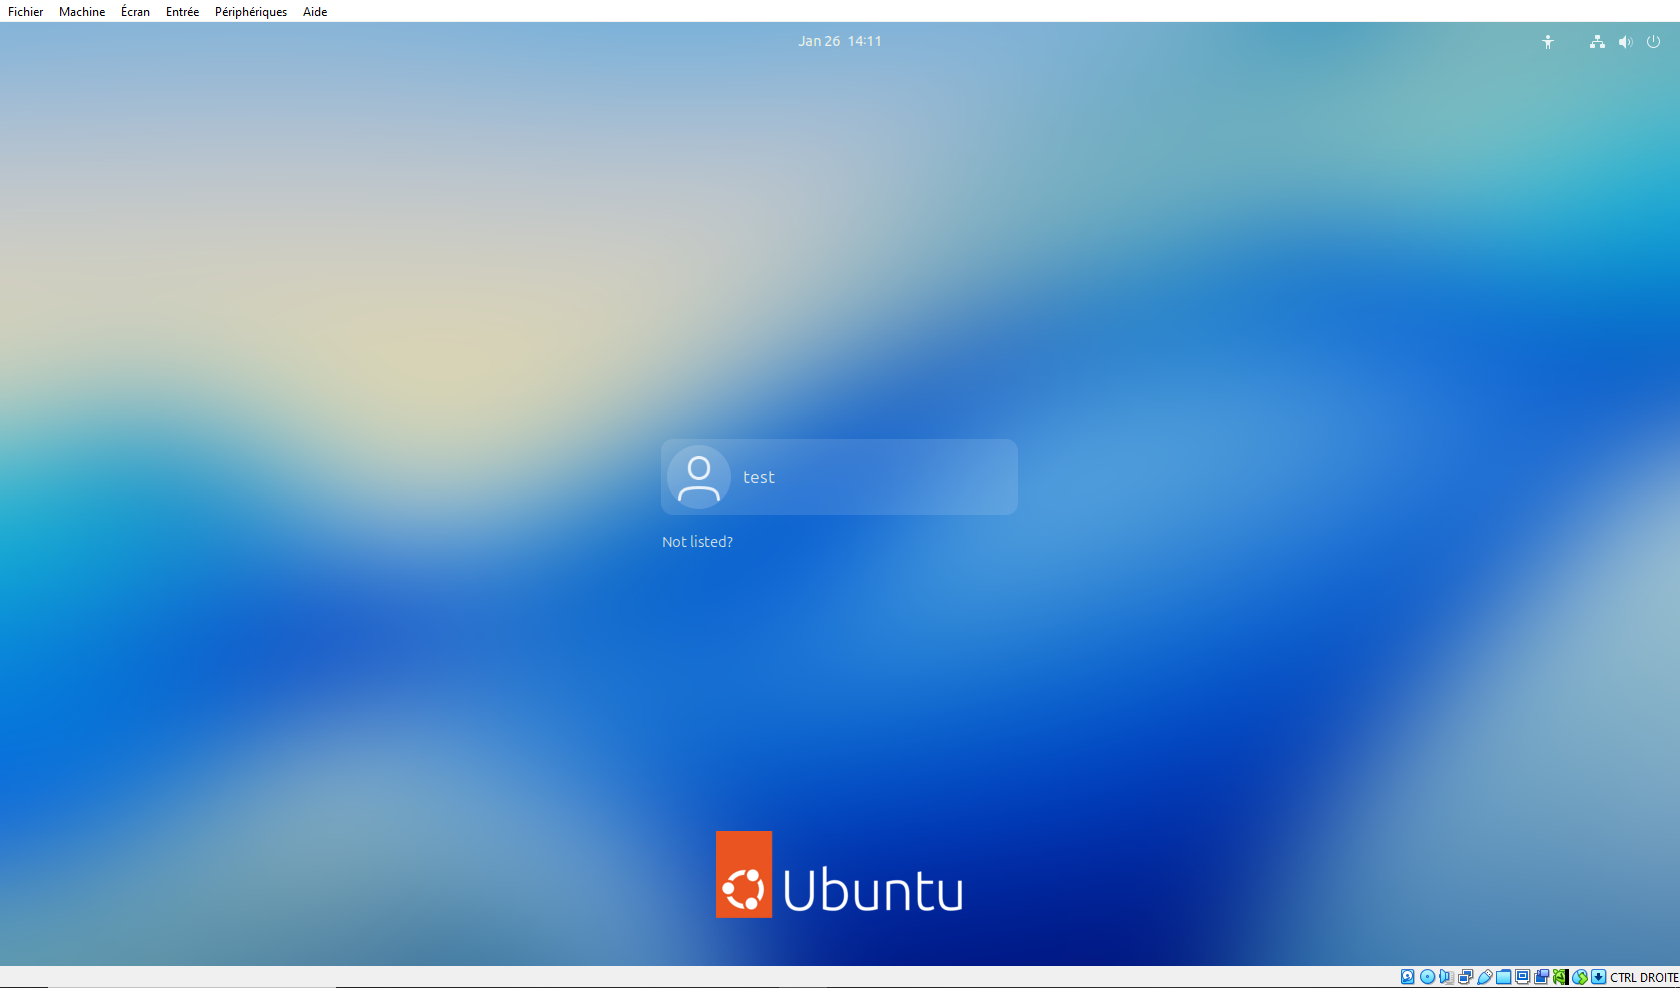 Fichier Machine Écran Entrée Périphériques Aide
Jan 26 14:11
test
Not listed?
Ubuntu
CTRL DROITE